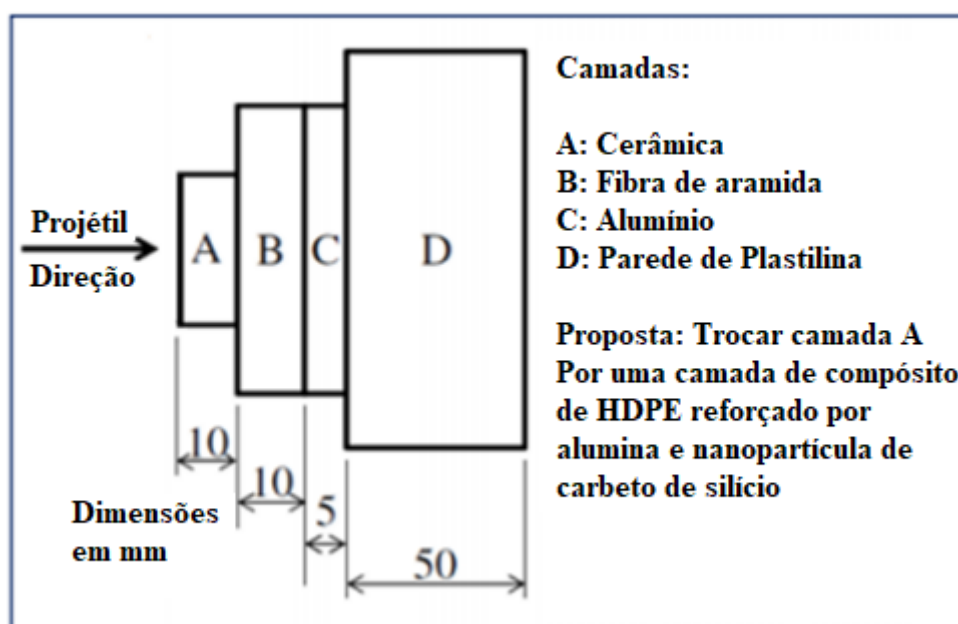 Camadas:
A: Cerâmica
B: Fibra de aramida
C: Alumínio
D: Parede de Plastilina
Proposta: Trocar camada A
Por uma camada de compósito
de HDPE reforçado por
alumina e nanopartícula de
carbeto de silício
Projétil
Direção
A B C D
10
10
5
50
Dimensões
em mm